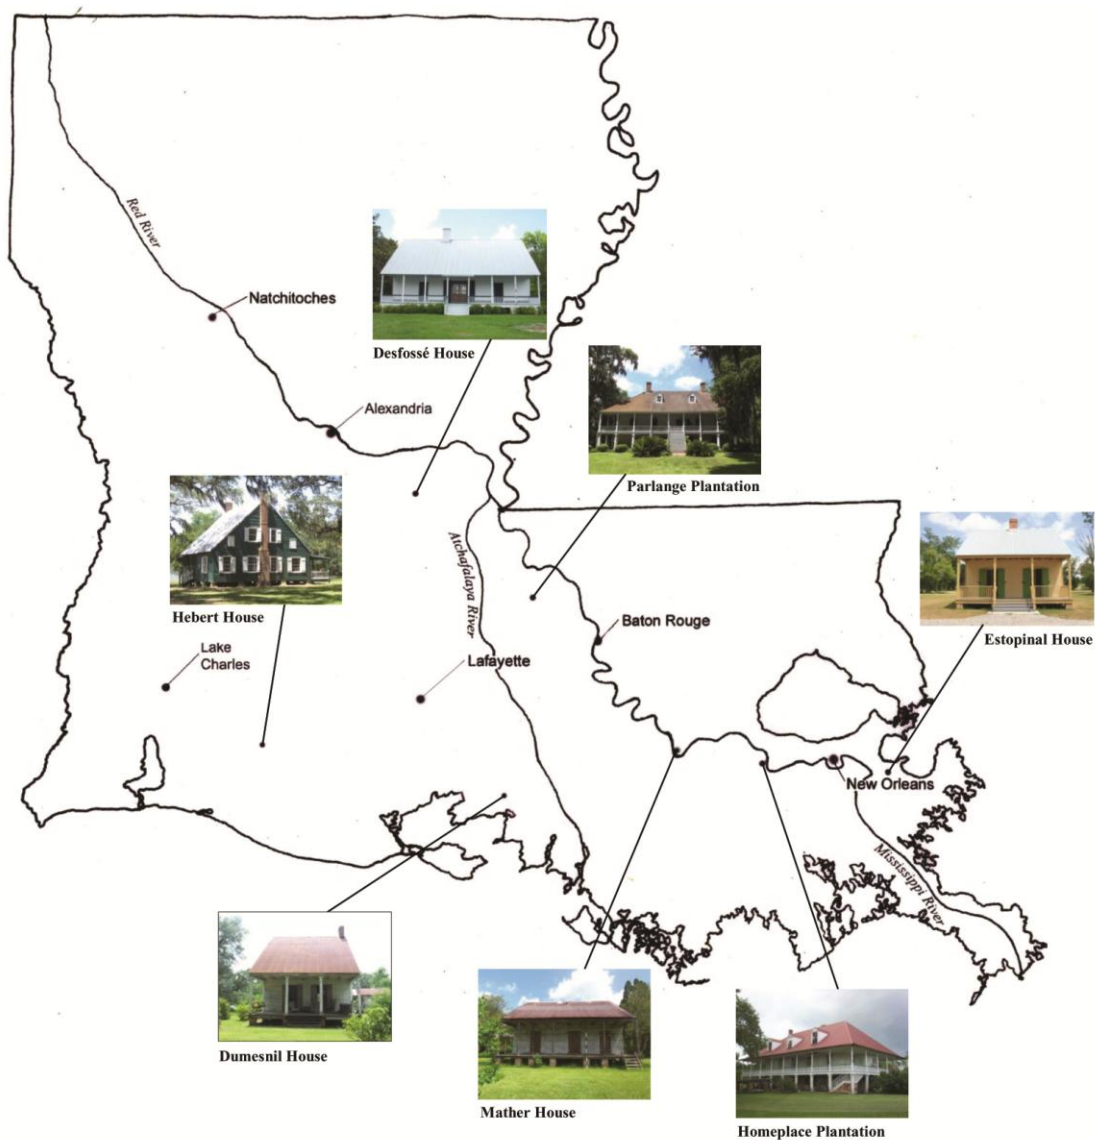 Red River
Natchitoches
Desfossé House
Alexandria
Parlange Plantation
Atchafalaya River
Hebert House
Baton Rouge
Estopinal House
Lake
Charles
Lafayette
New Orleans
Mississippi River
Dumesnil House
Mather House
Homeplace Plantation